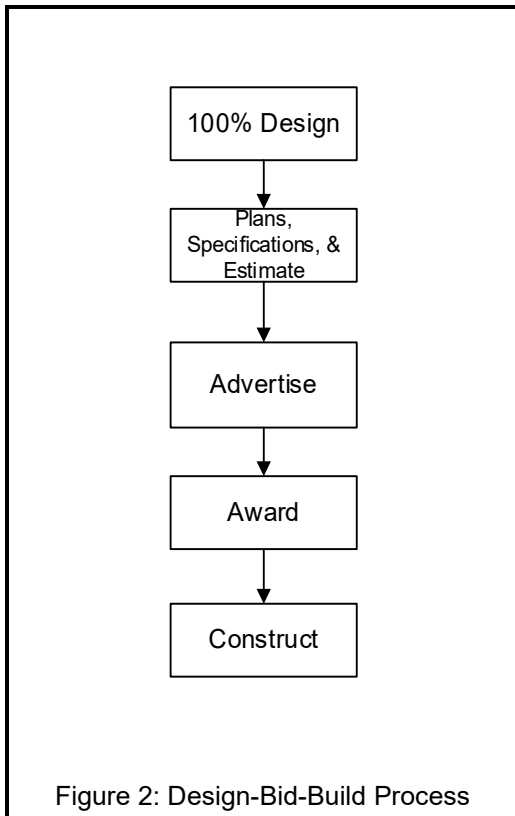 100% Design
Plans,
Specifications, &
Estimate
Advertise
Award
Construct
Figure 2: Design-Bid-Build Process